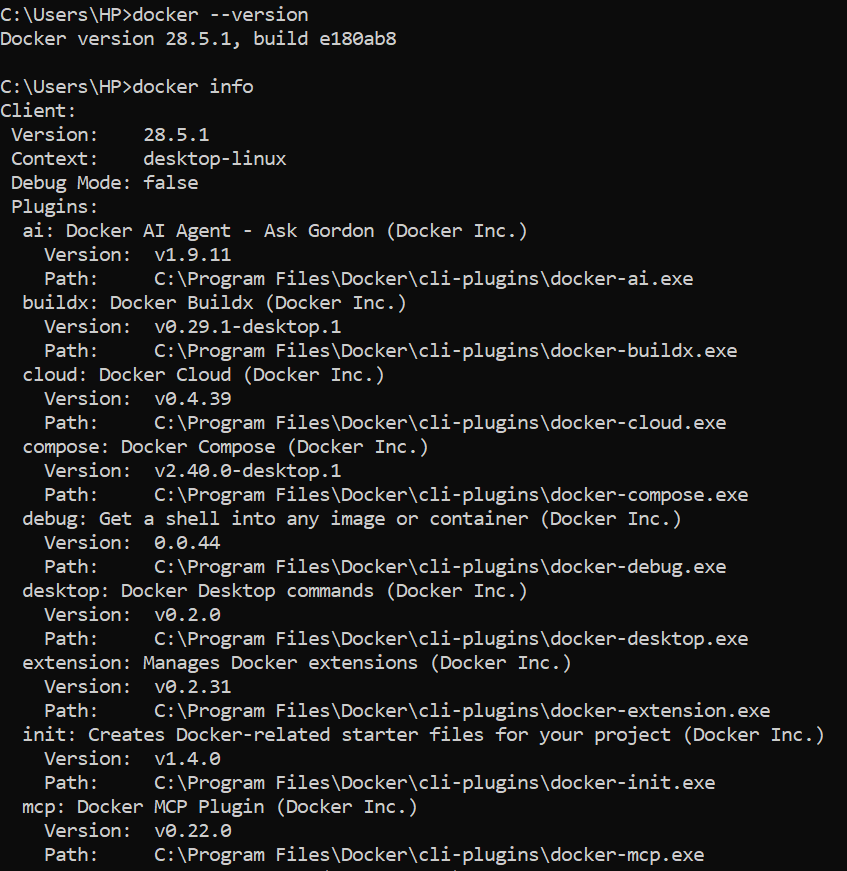 C:\Users\HP>docker --version
Docker version 28.5.1, build e180ab8

C:\Users\HP>docker info
Client:
 Version:    28.5.1
 Context:    desktop-linux
 Debug Mode: false
 Plugins:
  ai: Docker AI Agent - Ask Gordon (Docker Inc.)
    Version:  v1.9.11
    Path:     C:\Program Files\Docker\cli-plugins\docker-ai.exe
  buildx: Docker Buildx (Docker Inc.)
    Version:  v0.29.1-desktop.1
    Path:     C:\Program Files\Docker\cli-plugins\docker-buildx.exe
  cloud: Docker Cloud (Docker Inc.)
    Version:  v0.4.39
    Path:     C:\Program Files\Docker\cli-plugins\docker-cloud.exe
  compose: Docker Compose (Docker Inc.)
    Version:  v2.40.0-desktop.1
    Path:     C:\Program Files\Docker\cli-plugins\docker-compose.exe
  debug: Get a shell into any image or container (Docker Inc.)
    Version:  0.0.44
    Path:     C:\Program Files\Docker\cli-plugins\docker-debug.exe
  desktop: Docker Desktop commands (Docker Inc.)
    Version:  v0.2.0
    Path:     C:\Program Files\Docker\cli-plugins\docker-desktop.exe
  extension: Manages Docker extensions (Docker Inc.)
    Version:  v0.2.31
    Path:     C:\Program Files\Docker\cli-plugins\docker-extension.exe
  init: Creates Docker-related starter files for your project (Docker Inc.)
    Version:  v1.4.0
    Path:     C:\Program Files\Docker\cli-plugins\docker-init.exe
  mcp: Docker MCP Plugin (Docker Inc.)
    Version:  v0.22.0
    Path:     C:\Program Files\Docker\cli-plugins\docker-mcp.exe